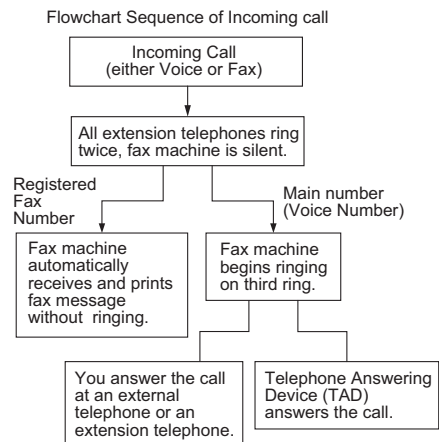 Flowchart Sequence of Incoming call
Incoming Call
(either Voice or Fax)
All extension telephones ring
twice, fax machine is silent.
Registered
Fax
Number
Main number
(Voice Number)
Fax machine
automatically
receives and prints
fax message
without ringing.
Fax machine
begins ringing
on third ring.
You answer the call
at an external
telephone or an
extension telephone.
Telephone Answering
Device (TAD)
answers the call.